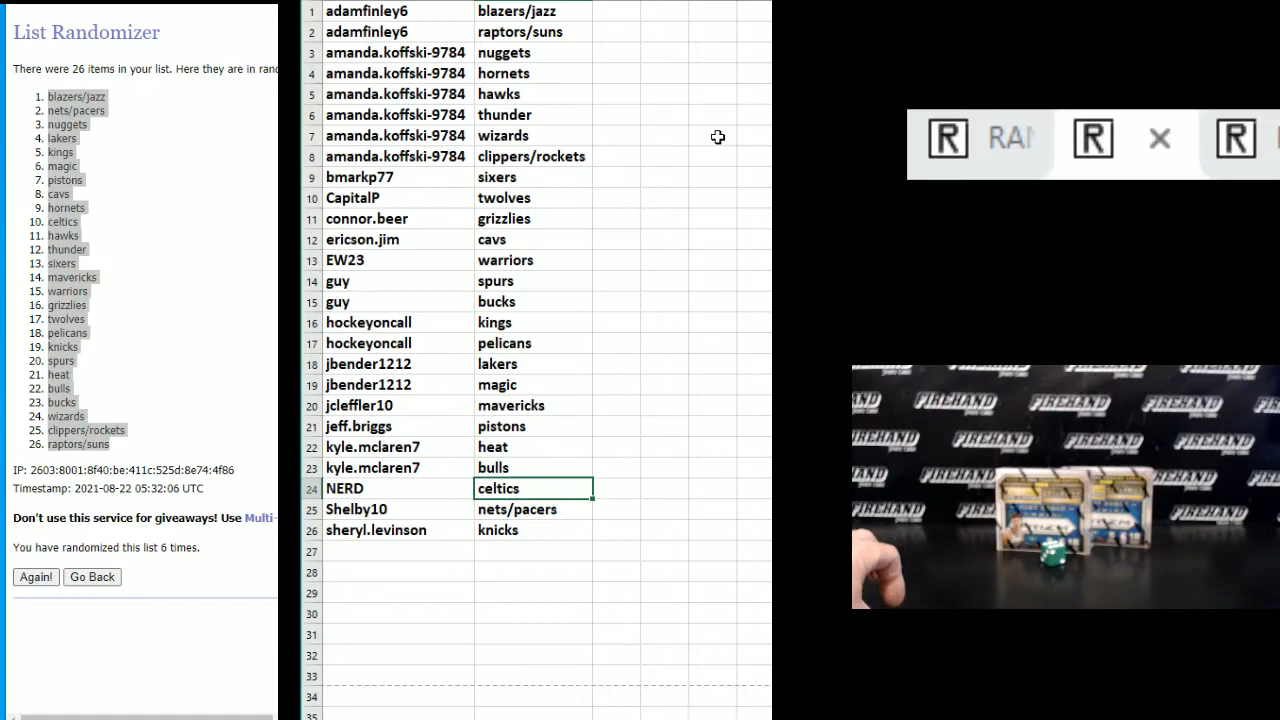 List Randomizer
There were 26 items in your list. Here they are in
1. blazers/jazz
2. nets/pacers
3. nuggets
4. lakers
5. kings
6. magic
7. pistons
8. cavs
9. hornets
10. celtics
11. hawks
12. thunder
13. sixers
14. mavericks
15. warriors
16. grizzlies
17. twolves
18. pelicans
19. knicks
20. spurs
21. heat
22. bulls
23. bucks
24. wizards
25. clippers/rockets
26. raptors/suns
IP: 2603:8001:8f40:be:411c:525d:8e74:4f86
Timestamp: 2021-08-22 05:32:06 UTC
Don't use this service for giveaways! Use Multi-
You have randomized this list 6 times.
Again! Go Back
1 adamfinley6 blazers/jazz
2 adamfinley6 raptors/suns
3 amanda.koffski-9784 nuggets
4 amanda.koffski-9784 hornets
5 amanda.koffski-9784 hawks
6 amanda.koffski-9784 thunder
7 amanda.koffski-9784 wizards
8 amanda.koffski-9784 clippers/rockets
9 bmarkp77 sixers
10 CapitalP twolves
11 connor.beer grizzlies
12 ericson.jim cavs
13 EW23 warriors
14 guy spurs
15 guy bucks
16 hockeyoncall kings
17 hockeyoncall pelicans
18 jbender1212 lakers
19 jbender1212 magic
20 jcleffler10 mavericks
21 jeff.briggs pistons
22 kyle.mclaren7 heat
23 kyle.mclaren7 bulls
24 NERD celtics
25 Shelby10 nets/pacers
26 sheryl.levinson knicks
27
28
29
30
31
32
33
34
35
R RAN R R
FIREHAND
FIREHAND
FIREHAND
FIREHAND
FIREHAND
FIREHAND
PRIZM